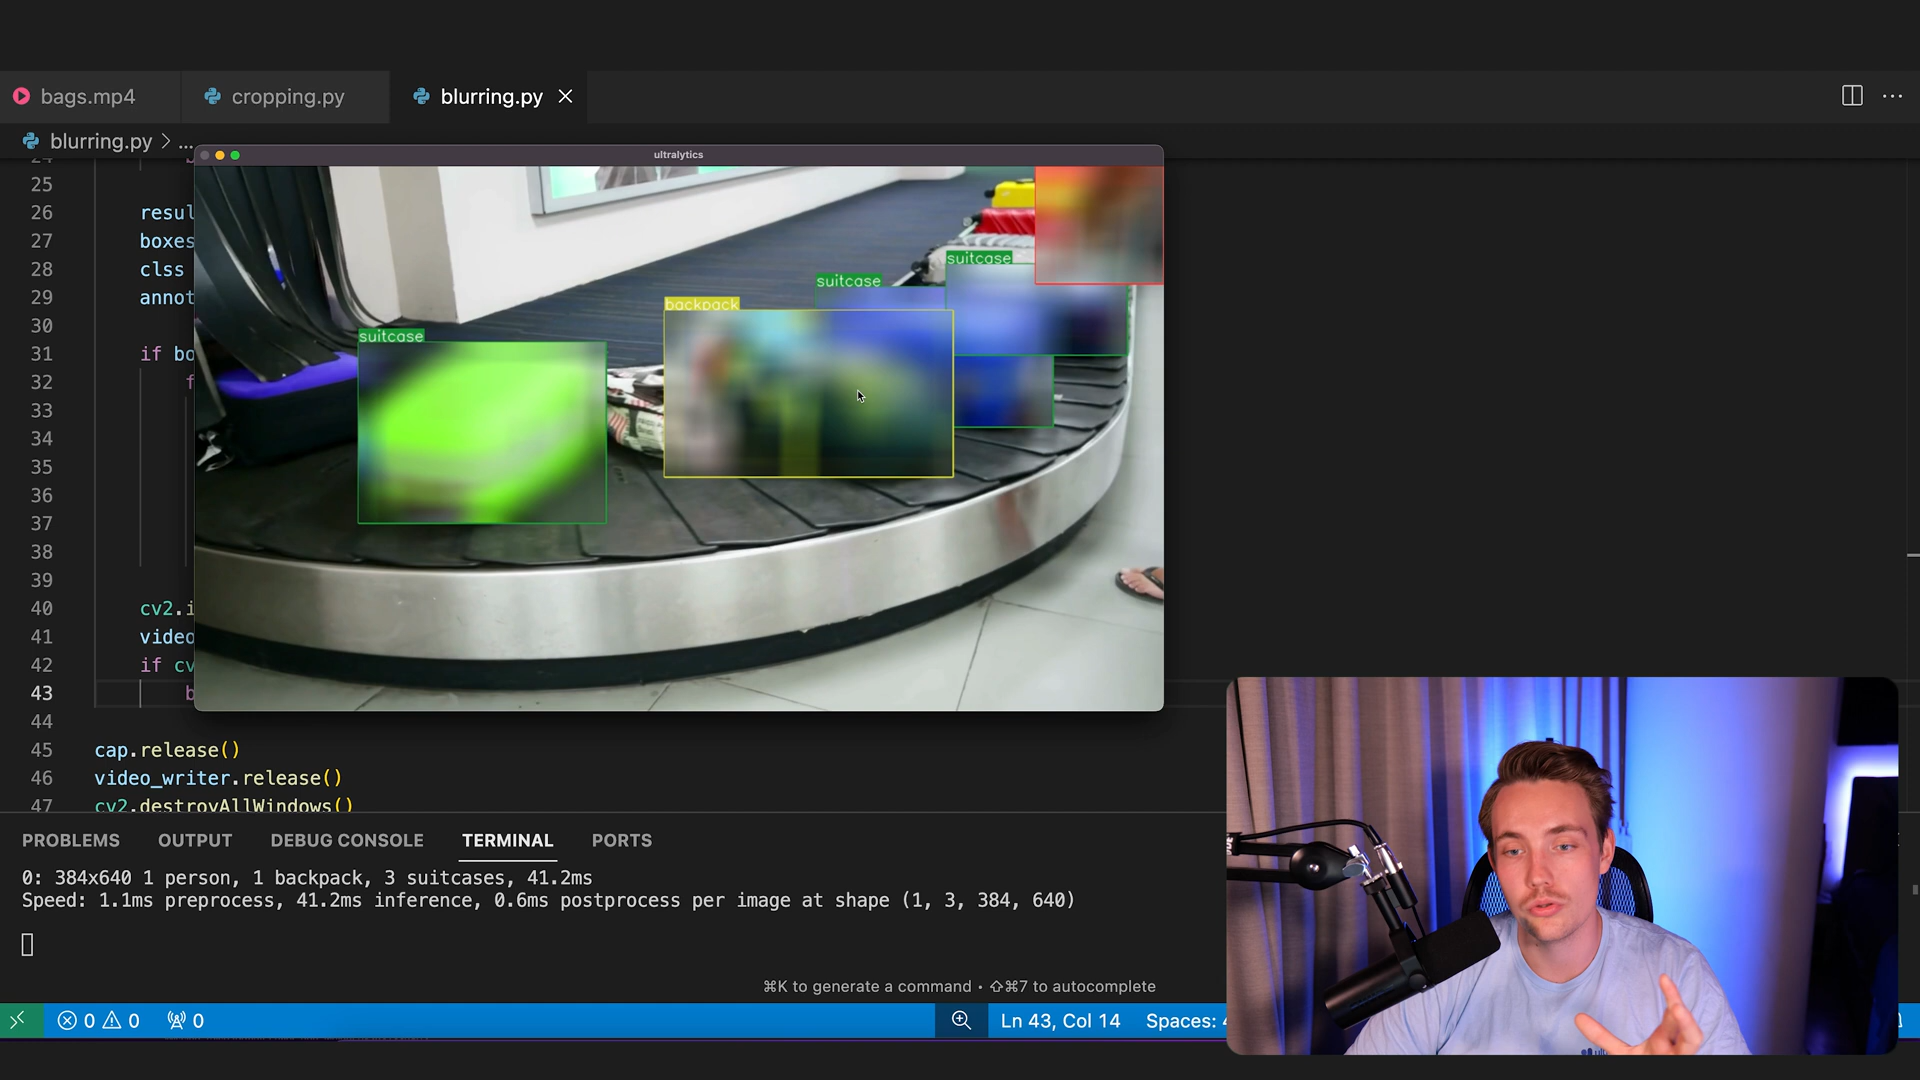 bags.mp4
cropping.py
blurring.py
blurring.py > ...
ultralytics
24
25
26 resul
27 boxes
28 clss
29 annot
30
31 if bo
32 f
33
34
35
36
37
38
39
40 cv2.i
41 video
42 if cv
43 b
44
45 cap.release()
46 video_writer.release()
47 cv2.destroyAllWindows()
suitcase
suitcase
backpack
suitcase
PROBLEMS OUTPUT DEBUG CONSOLE TERMINAL PORTS
0: 384x640 1 person, 1 backpack, 3 suitcases, 41.2ms
Speed: 1.1ms preprocess, 41.2ms inference, 0.6ms postprocess per image at shape (1, 3, 384, 640)
⌘K to generate a command • ⇧⌘7 to autocomplete
0 0 0 Ln 43, Col 14 Spaces: